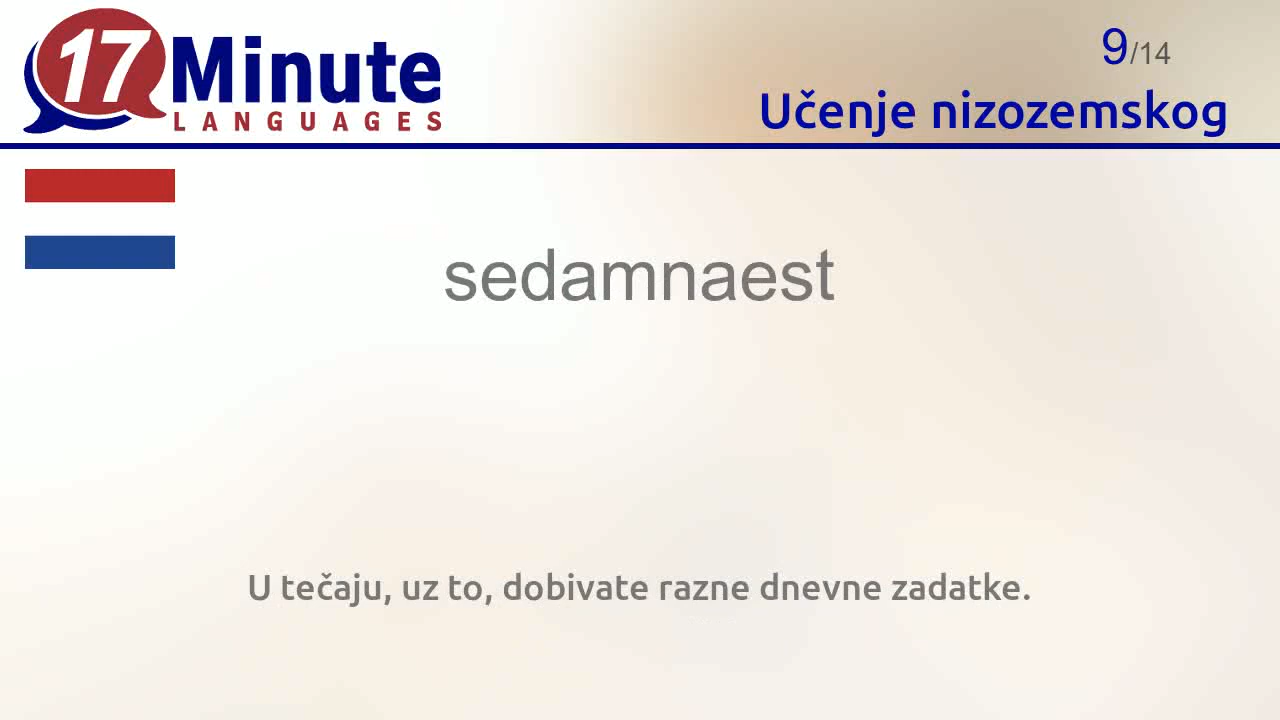 17 Minute
LANGUAGES
9/14
Učenje nizozemskog
sedamnaest
U tečaju, uz to, dobivate razne dnevne zadatke.